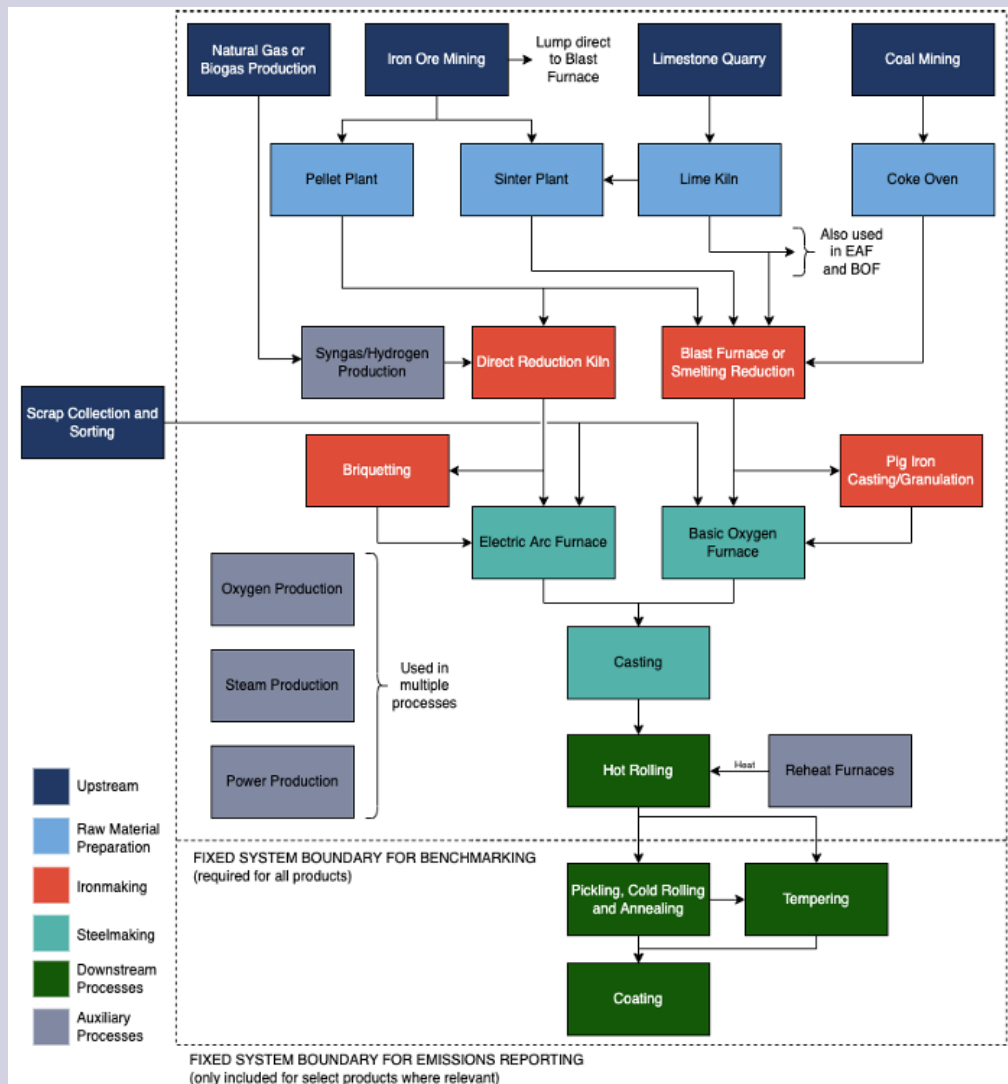 Natural Gas or
Biogas Production
Iron Ore Mining
Lump direct
to Blast
Furnace
Limestone Quarry
Coal Mining
Pellet Plant
Sinter Plant
Lime Kiln
Coke Oven
Also used
in EAF
and BOF
Syngas/Hydrogen
Production
Direct Reduction Kiln
Blast Furnace or
Smelting Reduction
Scrap Collection and
Sorting
Briquetting
Pig Iron
Casting/Granulation
Electric Arc Furnace
Basic Oxygen
Furnace
Oxygen Production
Steam Production
Power Production
Used in
multiple
processes
Casting
Hot Rolling
Heat
Reheat Furnaces
Upstream
Raw Material
Preparation
Ironmaking
Steelmaking
Downstream
Processes
Auxiliary
Processes
FIXED SYSTEM BOUNDARY FOR BENCHMARKING
(required for all products)
Pickling, Cold Rolling
and Annealing
Tempering
Coating
FIXED SYSTEM BOUNDARY FOR EMISSIONS REPORTING
(only included for select products where relevant)